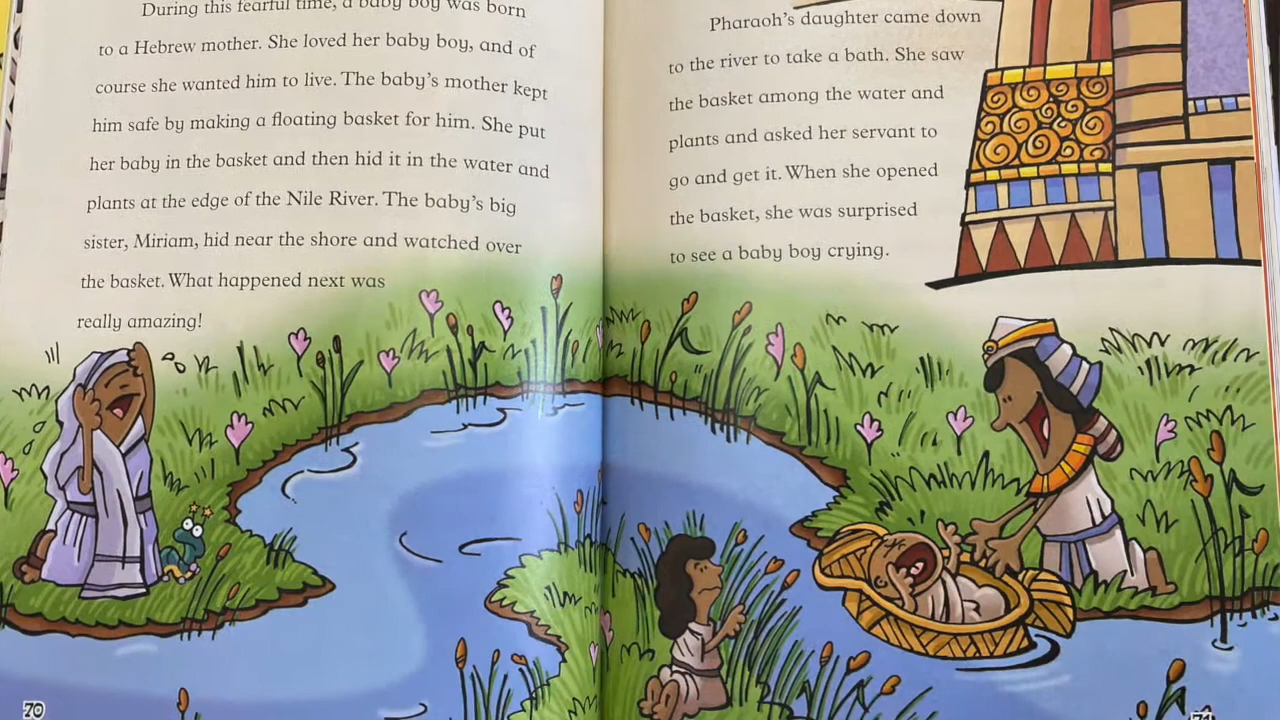 During this fearful time, a baby boy was born
to a Hebrew mother. She loved her baby boy, and of
course she wanted him to live. The baby's mother kept
him safe by making a floating basket for him. She put
her baby in the basket and then hid it in the water and
plants at the edge of the Nile River. The baby's big
sister, Miriam, hid near the shore and watched over
the basket. What happened next was
really amazing!
70
Pharaoh's daughter came down
to the river to take a bath. She saw
the basket among the water and
plants and asked her servant to
go and get it. When she opened
the basket, she was surprised
to see a baby boy crying.
71